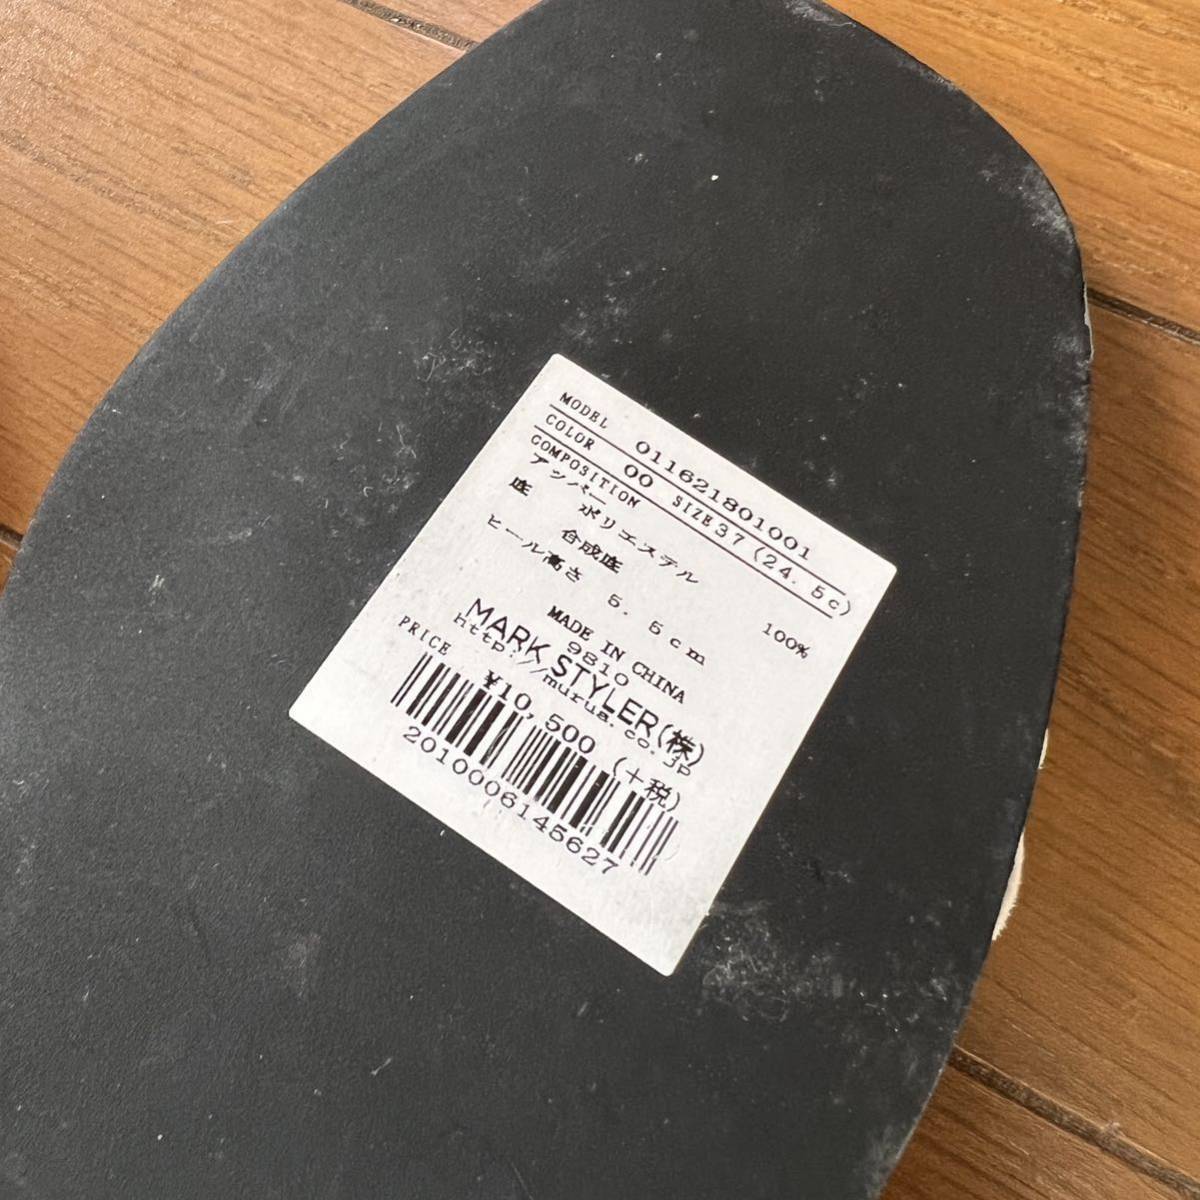 MODEL 011621801001
COLOR 00 SIZE 37 (24. 5c)
COMPOSITION
アッパー ポリエステル 100%
底 合成底
ヒール高さ 5. 5cm
MADE IN CHINA
9810
MARK STYLER(株)
http://murua.co.jp
PRICE ¥10,500 (+税)
2010006145627